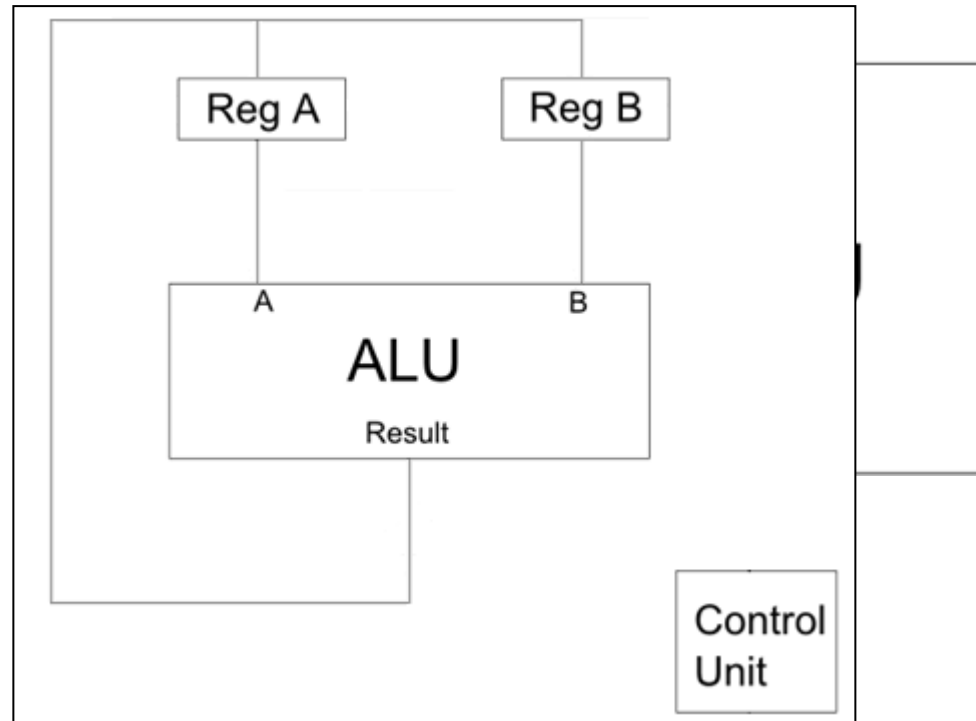 Reg A
Reg B
A
B
ALU
Result
Control
Unit